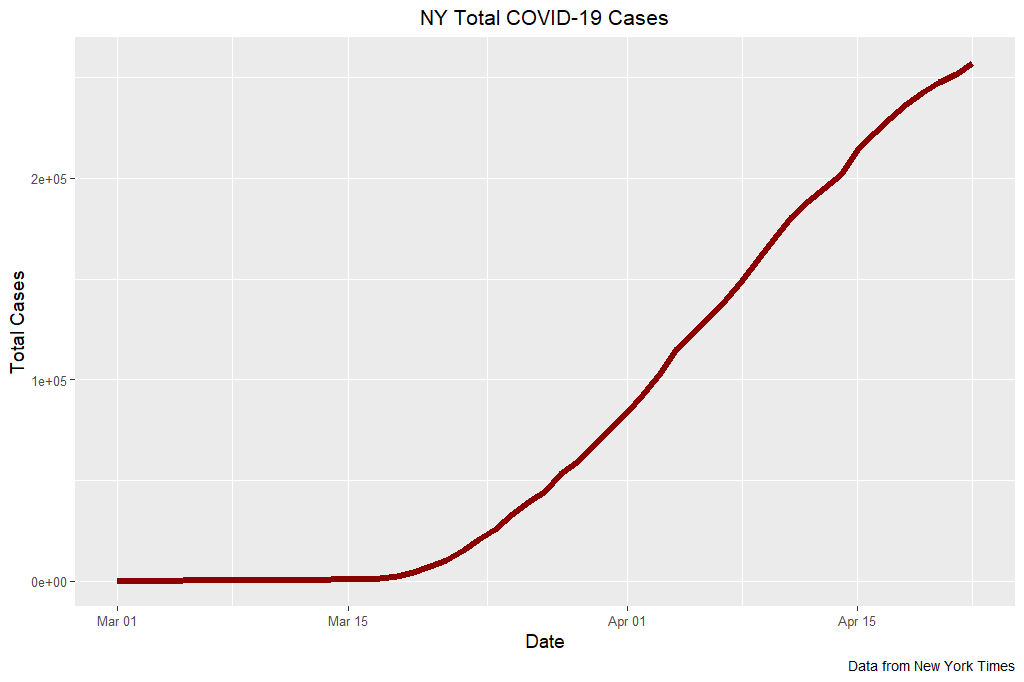 NY Total COVID-19 Cases
Total Cases
2e+05
1e+05
0e+00
Mar 01 Mar 15 Apr 01 Apr 15
Date
Data from New York Times